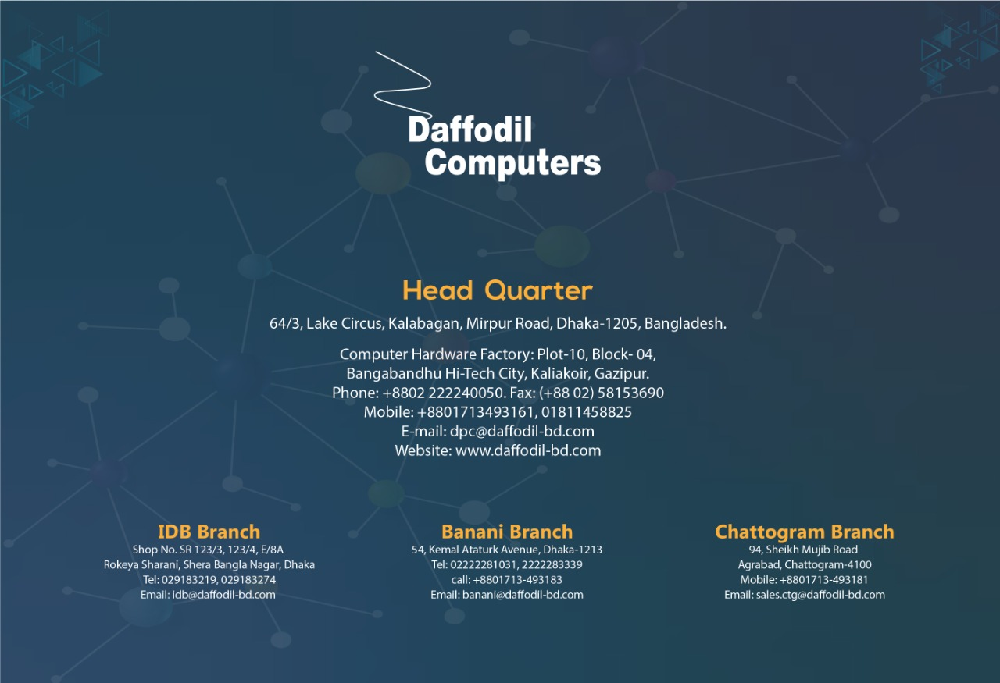 Daffodil
Computers
Head Quarter
64/3, Lake Circus, Kalabagan, Mirpur Road, Dhaka-1205, Bangladesh.
Computer Hardware Factory: Plot-10, Block- 04,
Bangabandhu Hi-Tech City, Kaliakoir, Gazipur.
Phone: +8802 222240050. Fax: (+88 02) 58153690
Mobile: +8801713493161, 01811458825
E-mail: dpc@daffodil-bd.com
Website: www.daffodil-bd.com
IDB Branch
Shop No. SR 123/3, 123/4, E/8A
Rokeya Sharani, Shera Bangla Nagar, Dhaka
Tel: 029183219, 029183274
Email: idb@daffodil-bd.com
Banani Branch
54, Kemal Ataturk Avenue, Dhaka-1213
Tel: 02222281031, 2222283339
call: +8801713-493183
Email: banani@daffodil-bd.com
Chattogram Branch
94, Sheikh Mujib Road
Agrabad, Chattogram-4100
Mobile: +8801713-493181
Email: sales.ctg@daffodil-bd.com